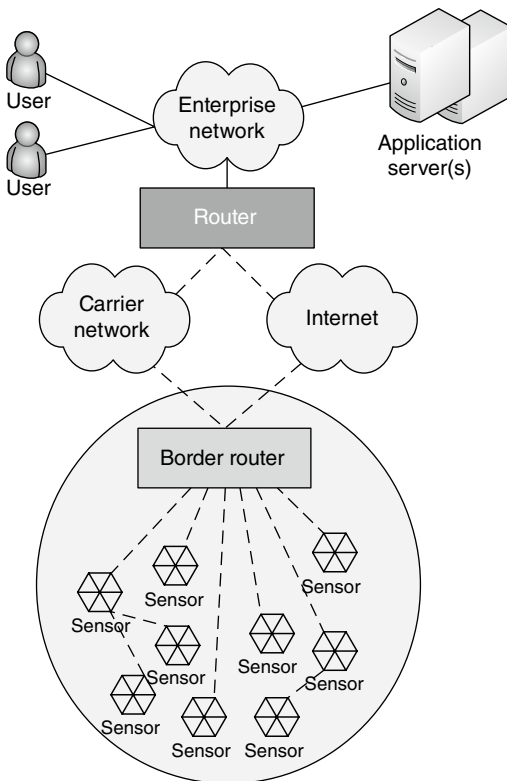 User
User
Enterprise
network
Application
server(s)
Router
Carrier
network
Internet
Border router
Sensor
Sensor
Sensor
Sensor
Sensor
Sensor
Sensor
Sensor
Sensor